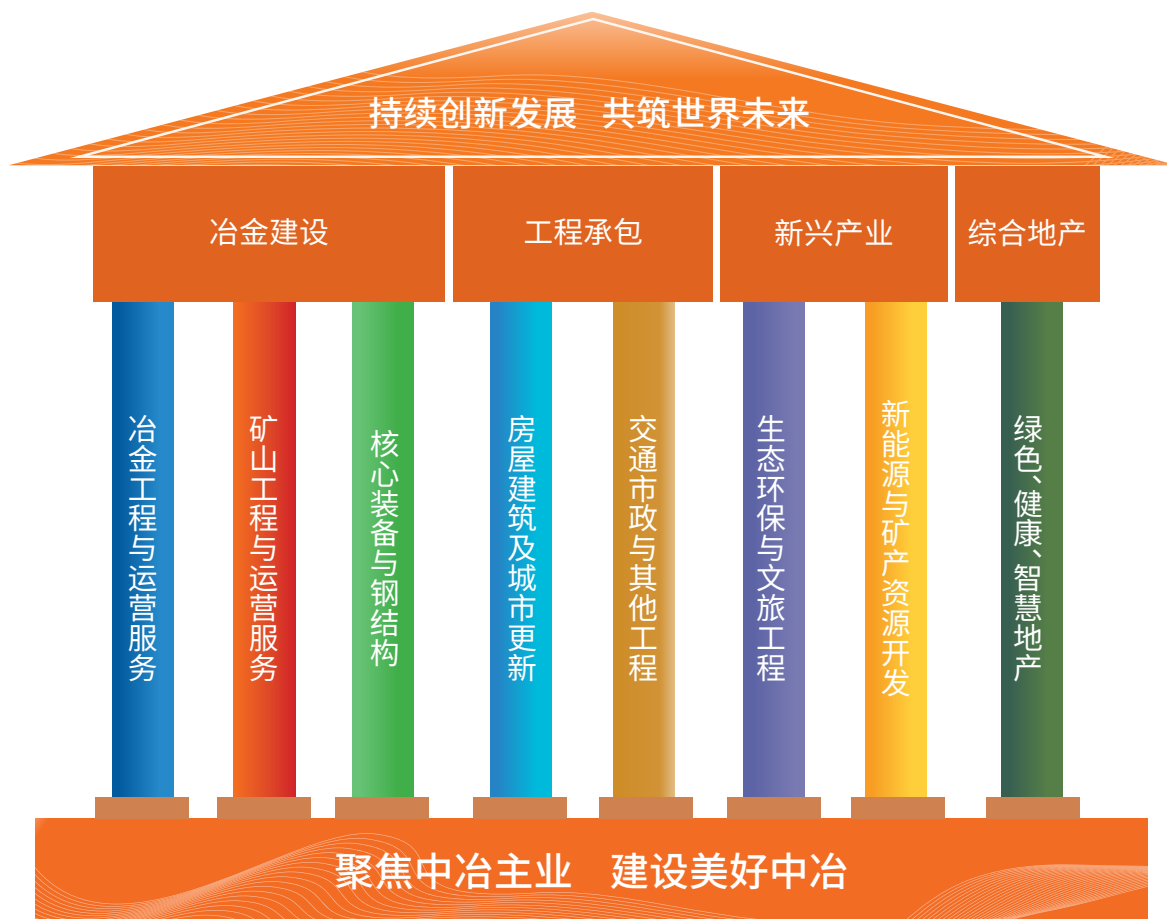 持续创新发展 共筑世界未来
冶金建设
工程承包
新兴产业
综合地产
冶金工程与运营服务
矿山工程与运营服务
核心装备与钢结构
房屋建筑及城市更新
交通市政与其他工程
生态环保与文旅工程
新能源与矿产资源开发
绿色、健康、智慧地产
聚焦中冶主业 建设美好中冶